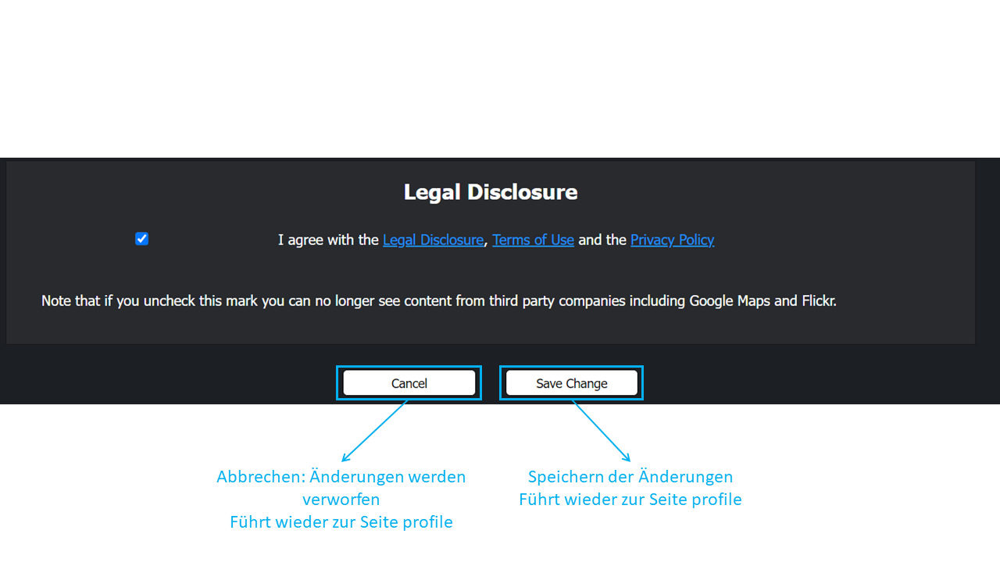 Legal Disclosure
I agree with the Legal Disclosure, Terms of Use and the Privacy Policy
Note that if you uncheck this mark you can no longer see content from third party companies including Google Maps and Flickr.
Cancel
Save Change
Abbrechen: Änderungen werden
verworfen
Führt wieder zur Seite profile
Speichern der Änderungen
Führt wieder zur Seite profile